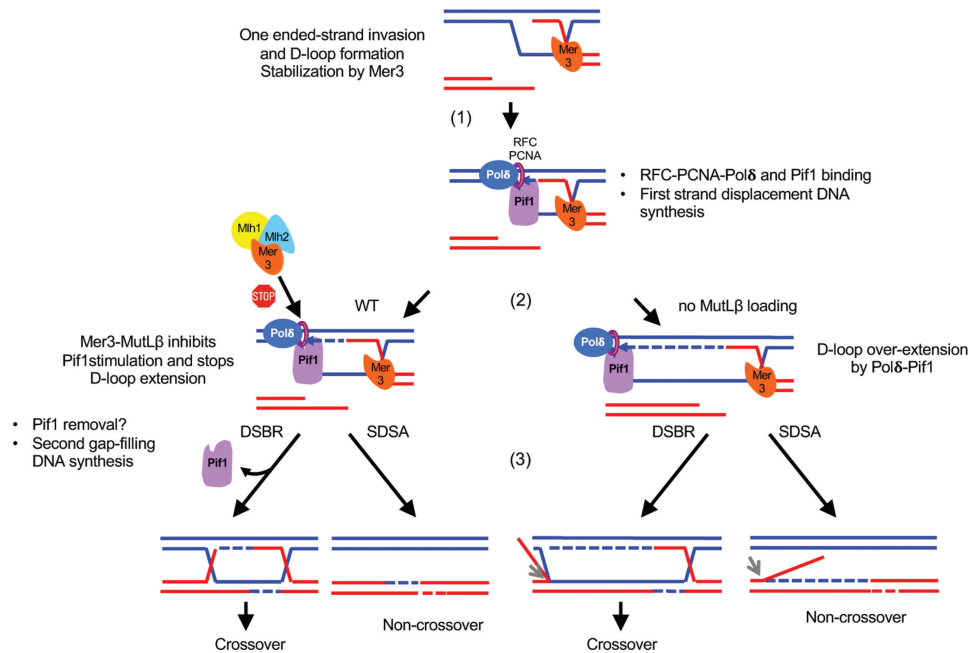 One ended-strand invasion
and D-loop formation
Stabilization by Mer3
Mer
3
(1)
RFC
PCNA
Polδ
Pif1
Mer
3
• RFC-PCNA-Polδ and Pif1 binding
• First strand displacement DNA
synthesis
Mlh1
Mlh2
Mer
3
STOP
WT
(2)
no MutLβ loading
Mer3-MutLβ inhibits
Pif1stimulation and stops
D-loop extension
Polδ
Pif1
Mer
3
Polδ
Pif1
Mer
3
D-loop over-extension
by Polδ-Pif1
• Pif1 removal?
• Second gap-filling
DNA synthesis
Pif1
DSBR
SDSA
(3)
DSBR
SDSA
Crossover
Non-crossover
Crossover
Non-crossover